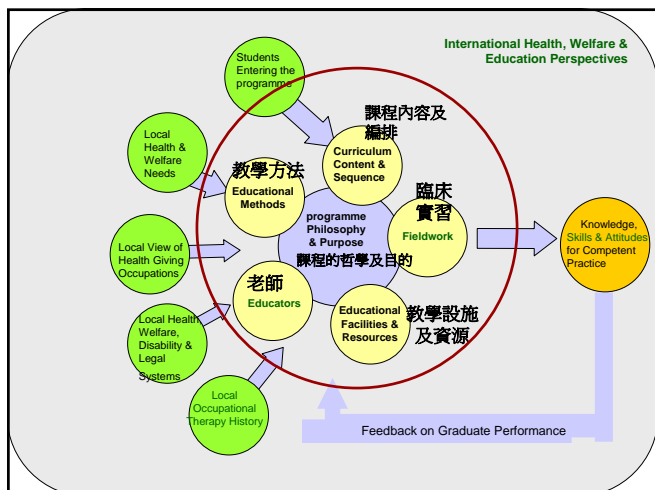 International Health, Welfare &
Education Perspectives
Students
Entering the
programme
課程內容及
編排
Curriculum
Content &
Sequence
Local
Health &
Welfare
Needs
教學方法
Educational
Methods
臨床
實習
Fieldwork
programme
Philosophy
& Purpose
課程的哲學及目的
Knowledge,
Skills & Attitudes
for Competent
Practice
Local View of
Health Giving
Occupations
老師
Educators
Educational
Facilities &
Resources
教學設施
及資源
Local Health
Welfare,
Disability &
Legal
Systems
Local
Occupational
Therapy History
Feedback on Graduate Performance